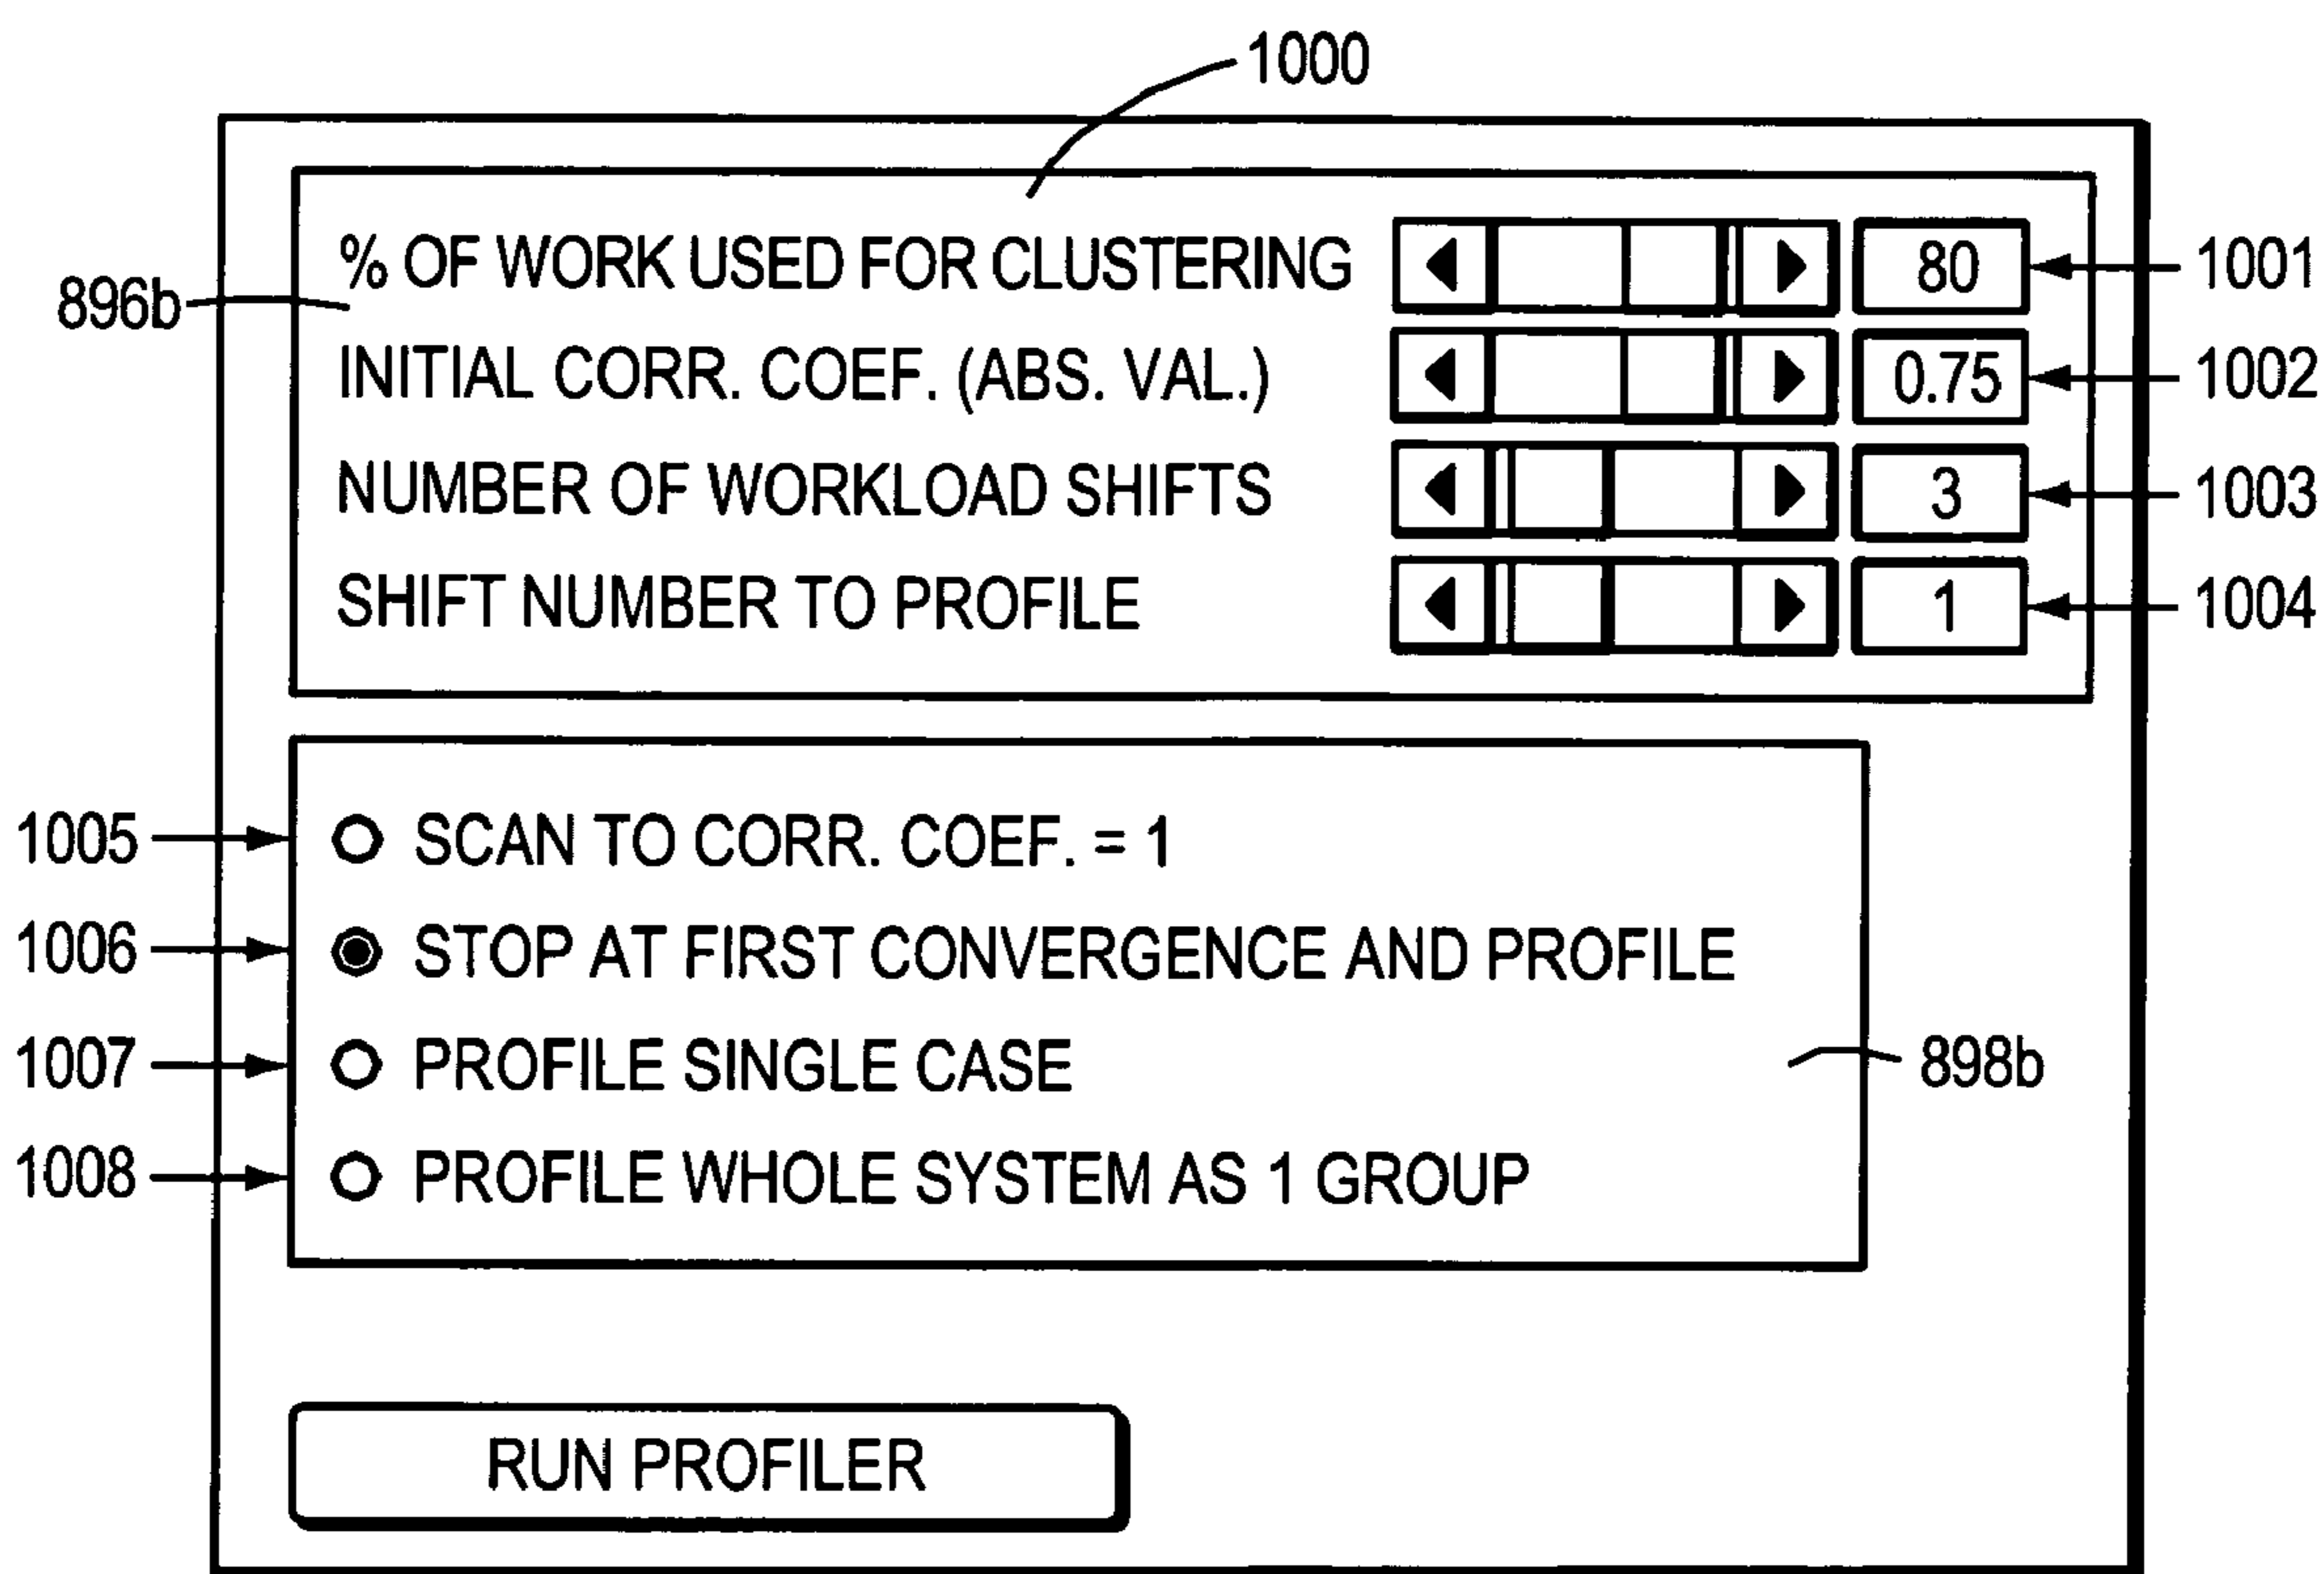 1000
% OF WORK USED FOR CLUSTERING 80 1001
896b
INITIAL CORR. COEF. (ABS. VAL.) 0.75 1002
NUMBER OF WORKLOAD SHIFTS 3 1003
SHIFT NUMBER TO PROFILE 1 1004
1005 SCAN TO CORR. COEF. = 1
1006 STOP AT FIRST CONVERGENCE AND PROFILE
1007 PROFILE SINGLE CASE 898b
1008 PROFILE WHOLE SYSTEM AS 1 GROUP
RUN PROFILER